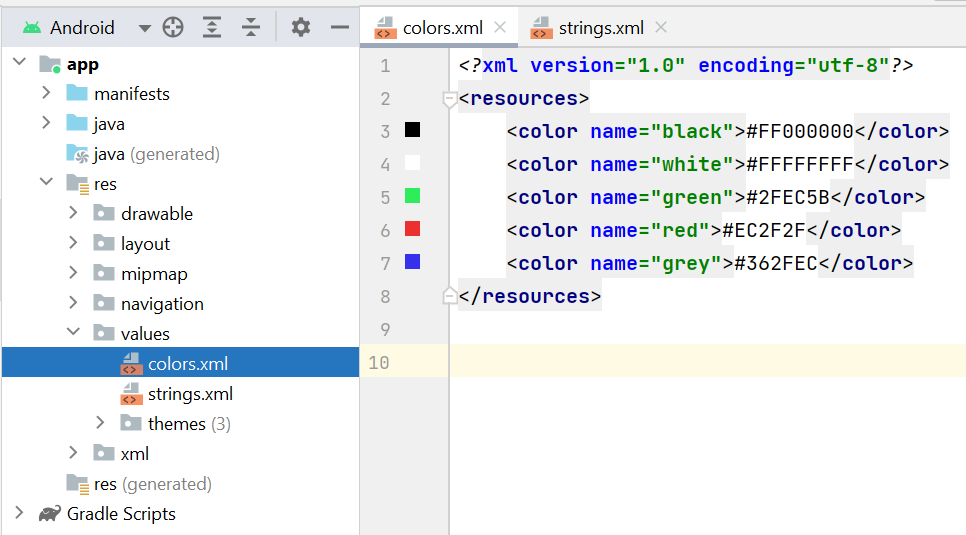 Android
colors.xml
strings.xml
app
manifests
java
java (generated)
res
drawable
layout
mipmap
navigation
values
colors.xml
strings.xml
themes (3)
xml
res (generated)
Gradle Scripts
1 <?xml version="1.0" encoding="utf-8"?>
2 <resources>
3 <color name="black">#FF000000</color>
4 <color name="white">#FFFFFFFF</color>
5 <color name="green">#2FEC5B</color>
6 <color name="red">#EC2F2F</color>
7 <color name="grey">#362FEC</color>
8 </resources>
9
10